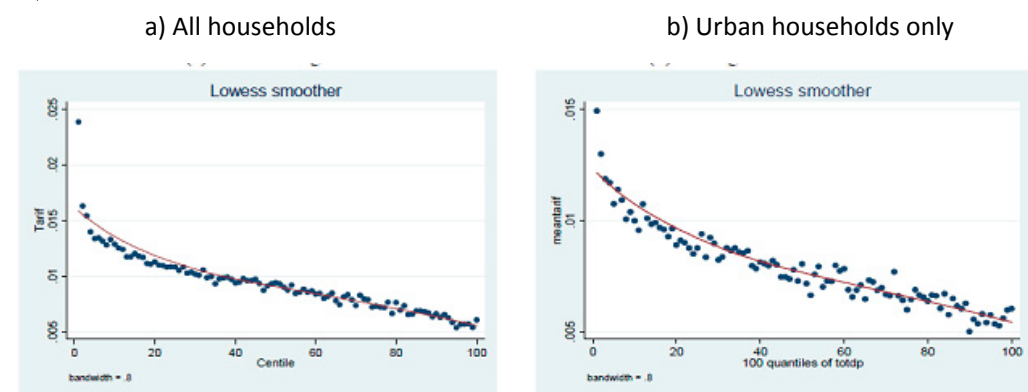 a) All households
b) Urban households only
Lowess smoother
Tarif
.025
.02
.015
.01
.005
0
20
40
60
80
100
Centile
bandwidth = .8
Lowess smoother
meantarif
.015
.01
.005
0
20
40
60
80
100
100 quantiles of totdp
bandwidth = .8